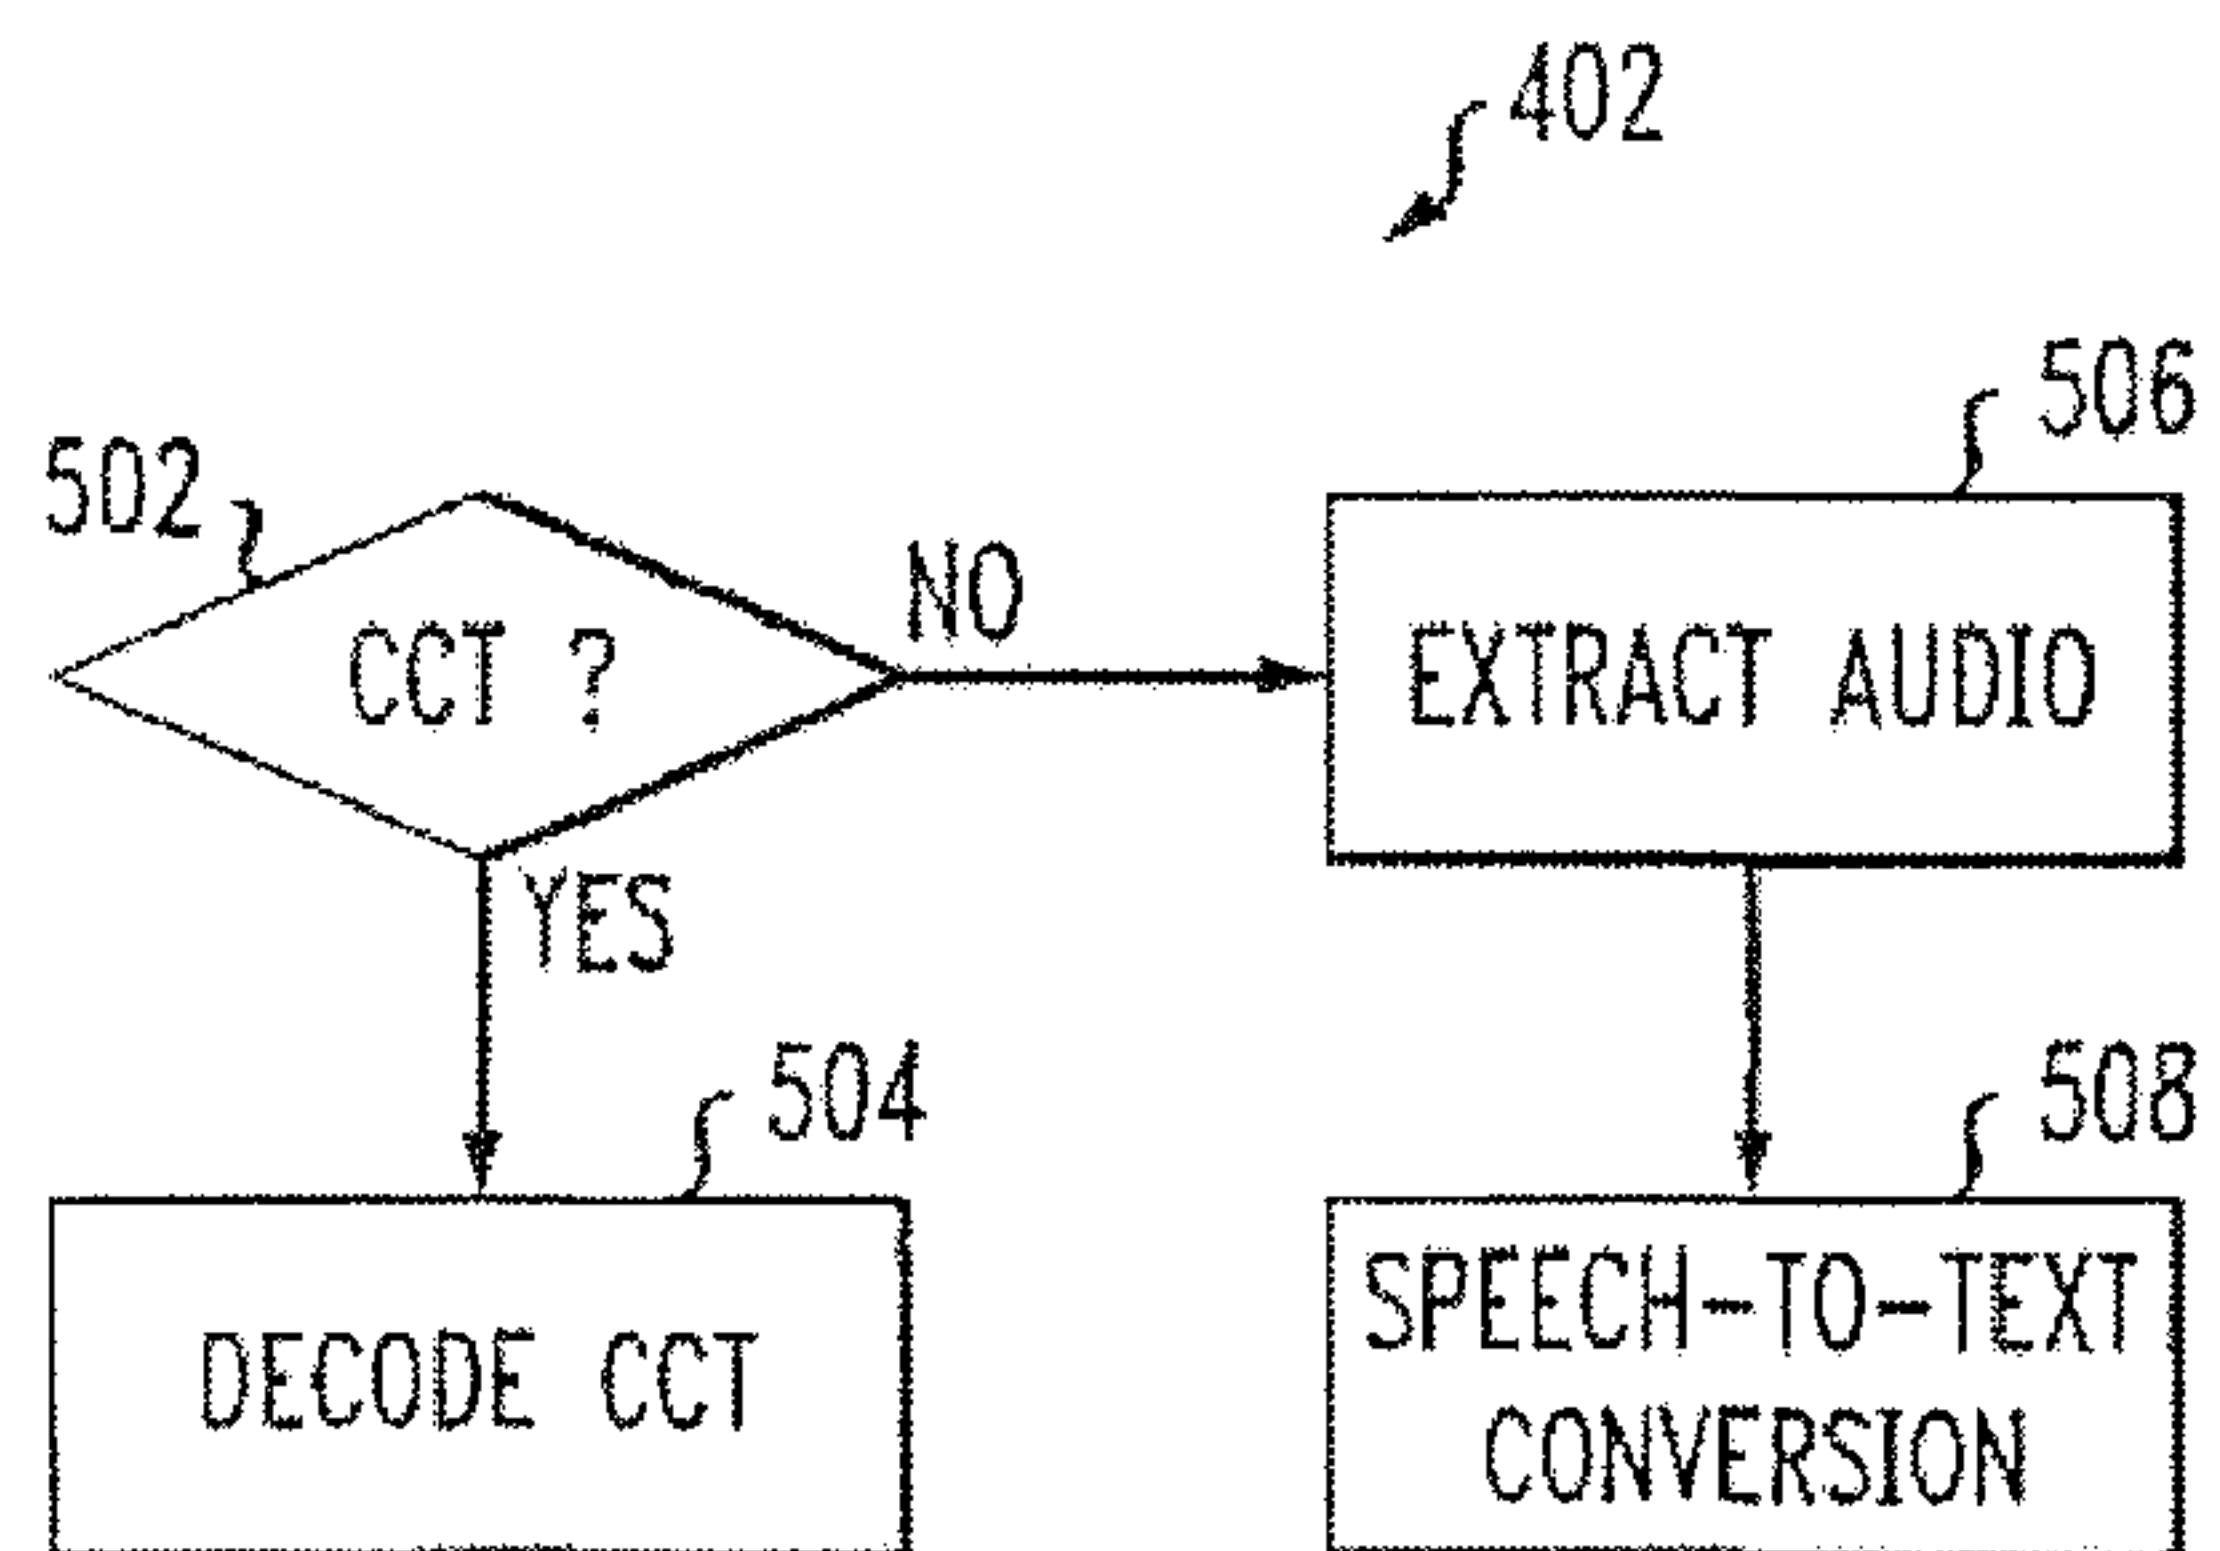 402
506
502
NO
CCT ?
EXTRACT AUDIO
YES
504
508
DECODE CCT
SPEECH-TO-TEXT
CONVERSION